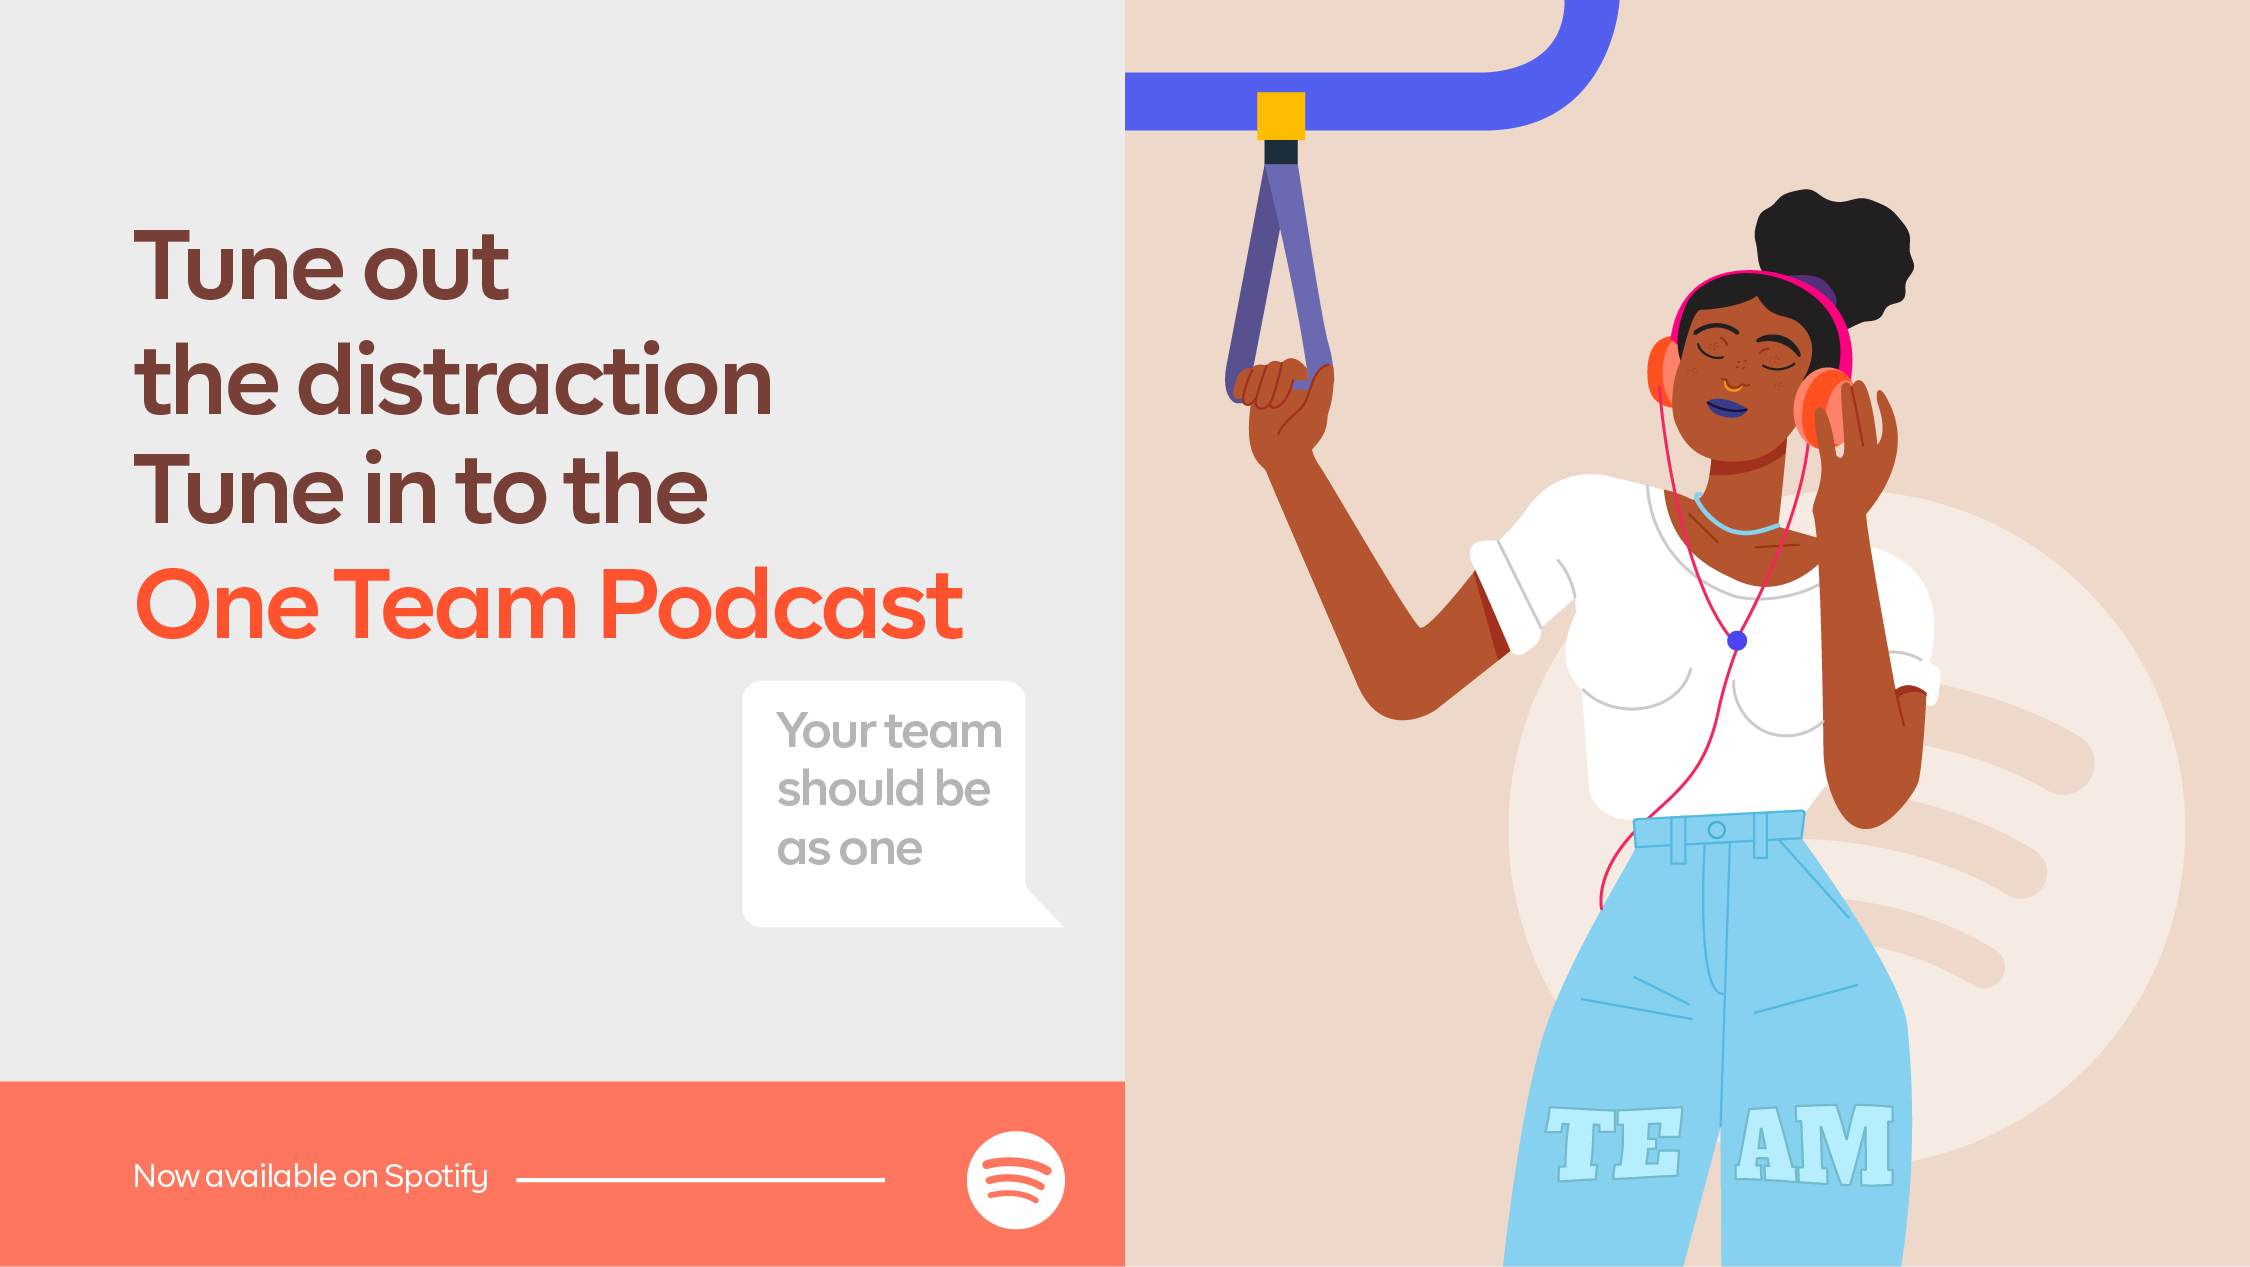 Tune out
the distraction
Tune in to the
One Team Podcast
Your team
should be
as one
Now available on Spotify
TE AM